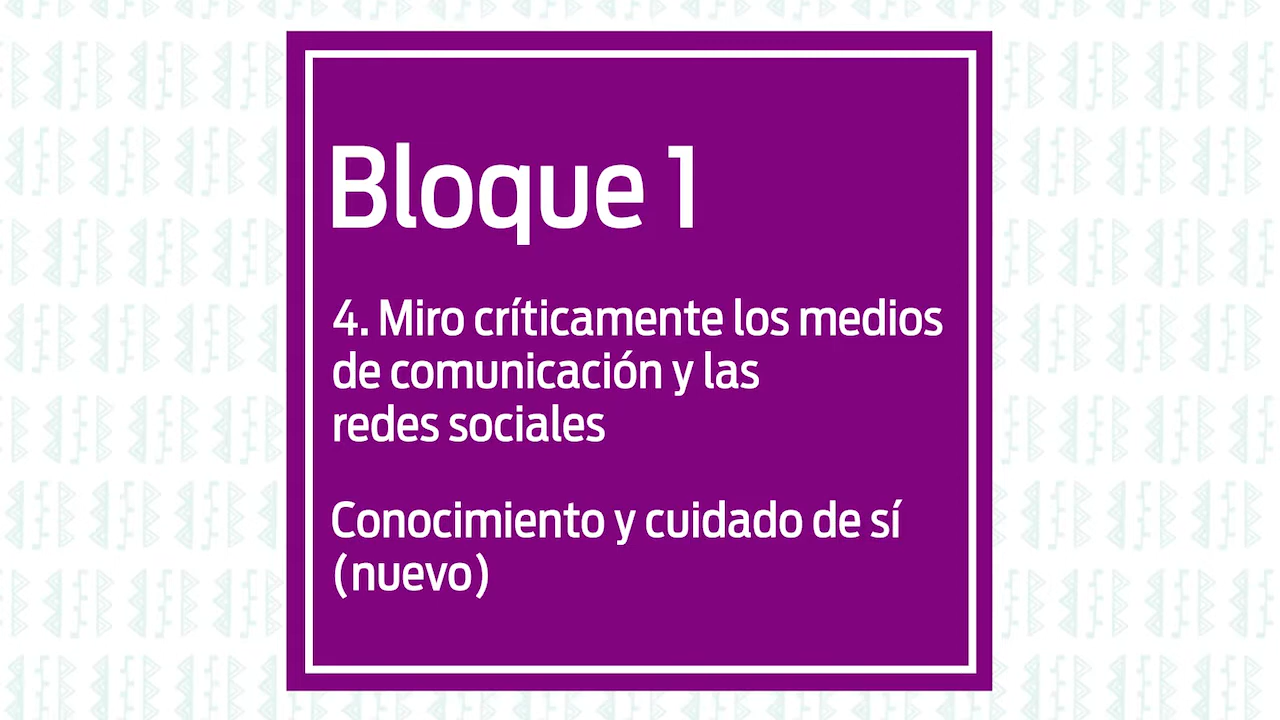 Bloque 1
4. Miro críticamente los medios
de comunicación y las
redes sociales
Conocimiento y cuidado de sí
(nuevo)